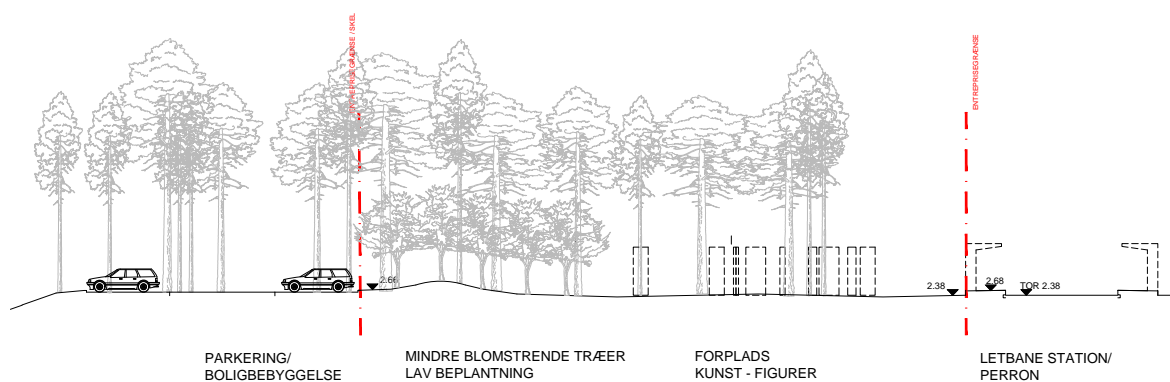 ENTREPRISEGRÆNSE / SKEL
ENTREPRISEGRÆNSE
2.66
2.38
2.68
TOR 2.38
PARKERING/
BOLIGBEBYGGELSE
MINDRE BLOMSTRENDE TRÆER
LAV BEPLANTNING
FORPLADS
KUNST - FIGURER
LETBANE STATION/
PERRON